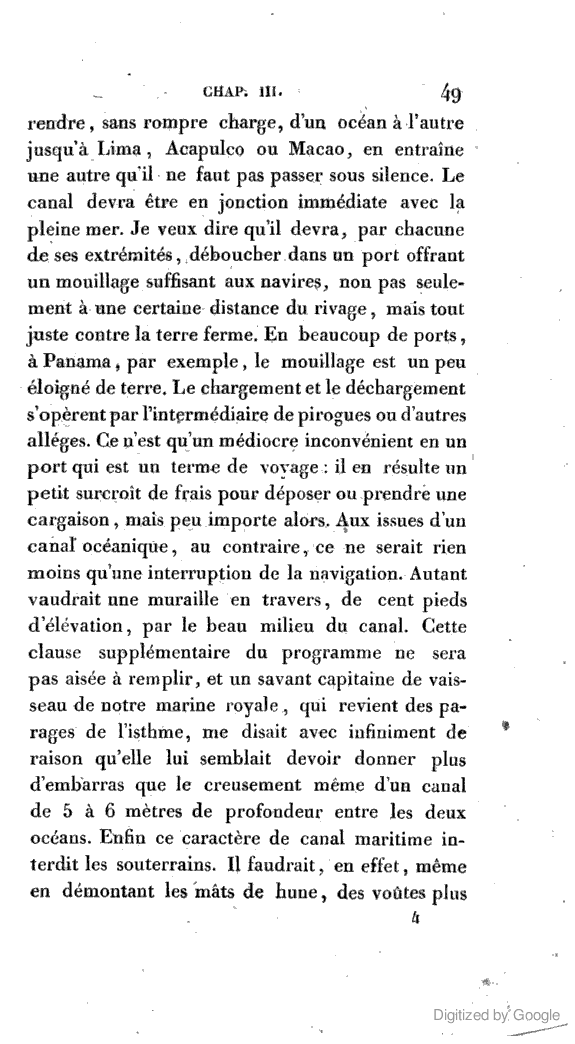 CHAP. III. 49
rendre, sans rompre charge, d'un océan à l'autre
jusqu'à Lima, Acapulco ou Macao, en entraîne
une autre qu'il ne faut pas passer sous silence. Le
canal devra être en jonction immédiate avec la
pleine mer. Je veux dire qu'il devra, par chacune
de ses extrémités, déboucher dans un port offrant
un mouillage suffisant aux navires, non pas seule-
ment à une certaine distance du rivage, mais tout
juste contre la terre ferme. En beaucoup de ports,
à Panama, par exemple, le mouillage est un peu
éloigné de terre. Le chargement et le déchargement
s'opèrent par l'intermédiaire de pirogues ou d'autres
alléges. Ce n'est qu'un médiocre inconvénient en un
port qui est un terme de voyage : il en résulte un
petit surcroît de frais pour déposer ou prendre une
cargaison, mais peu importe alors. Aux issues d'un
canal océanique, au contraire, ce ne serait rien
moins qu'une interruption de la navigation. Autant
vaudrait une muraille en travers, de cent pieds
d'élévation, par le beau milieu du canal. Cette
clause supplémentaire du programme ne sera
pas aisée à remplir, et un savant capitaine de vais-
seau de notre marine royale, qui revient des pa-
rages de l'isthme, me disait avec infiniment de
raison qu'elle lui semblait devoir donner plus
d'embarras que le creusement même d'un canal
de 5 à 6 mètres de profondeur entre les deux
océans. Enfin ce caractère de canal maritime in-
terdit les souterrains. Il faudrait, en effet, même
en démontant les mâts de hune, des voûtes plus
4
Digitized by Google